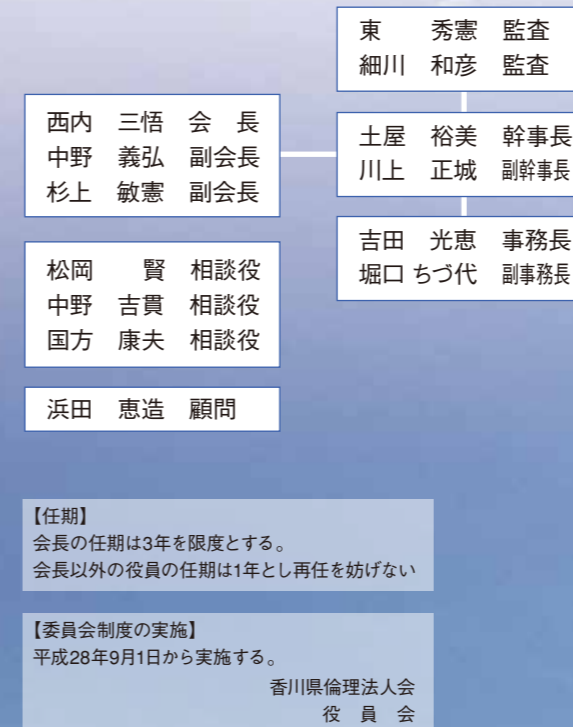 東　　秀憲　監査
細川　和彦　監査
西内　三悟　会　長
中野　義弘　副会長
杉上　敏憲　副会長
土屋　裕美　幹事長
川上　正城　副幹事長
吉田　光恵　事務長
堀口 ちづ代　副事務長
松岡　　賢　相談役
中野　吉貫　相談役
国方　康夫　相談役
浜田　恵造　顧問
【任期】
会長の任期は3年を限度とする。
会長以外の役員の任期は1年とし再任を妨げない
【委員会制度の実施】
平成28年9月1日から実施する。
香川県倫理法人会
役　員　会